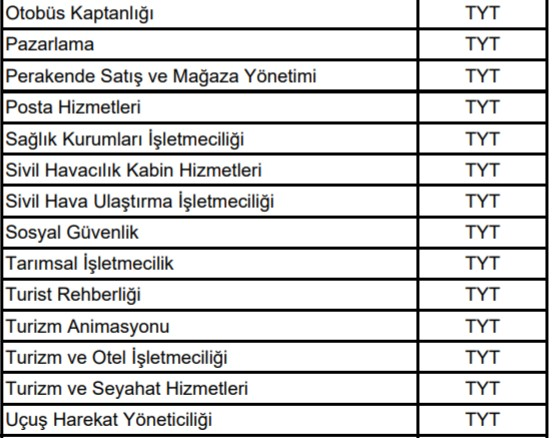 Otobüs Kaptanlığı TYT
Pazarlama TYT
Perakende Satış ve Mağaza Yönetimi TYT
Posta Hizmetleri TYT
Sağlık Kurumları İşletmeciliği TYT
Sivil Havacılık Kabin Hizmetleri TYT
Sivil Hava Ulaştırma İşletmeciliği TYT
Sosyal Güvenlik TYT
Tarımsal İşletmecilik TYT
Turist Rehberliği TYT
Turizm Animasyonu TYT
Turizm ve Otel İşletmeciliği TYT
Turizm ve Seyahat Hizmetleri TYT
Uçuş Harekat Yöneticiliği TYT